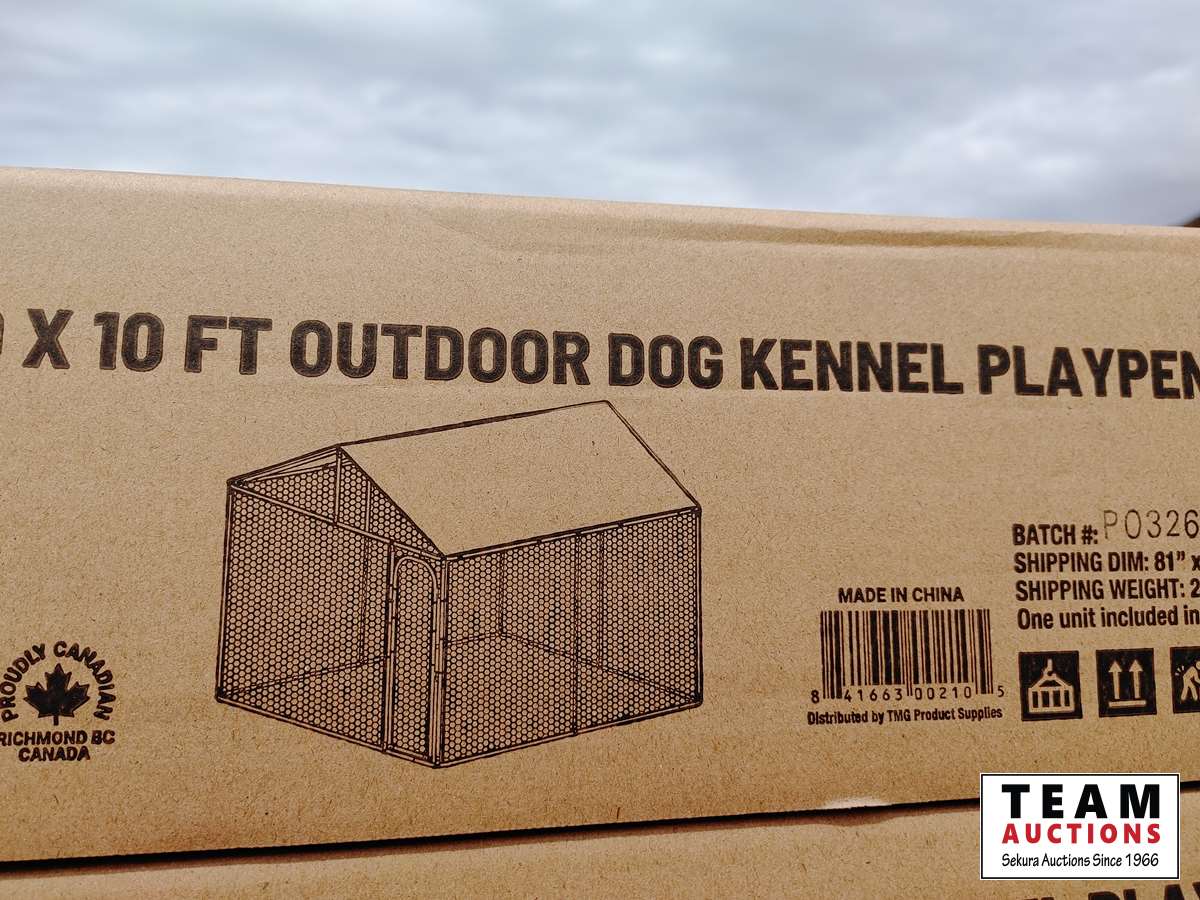 X 10 FT OUTDOOR DOG KENNEL PLAYPEN
BATCH #: P0326
SHIPPING DIM: 81" x
SHIPPING WEIGHT: 2
One unit included in
MADE IN CHINA
8 41663 00210 5
Distributed by TMG Product Supplies
PROUDLY CANADIAN
RICHMOND BC
CANADA
TEAM
AUCTIONS
Sekura Auctions Since 1966